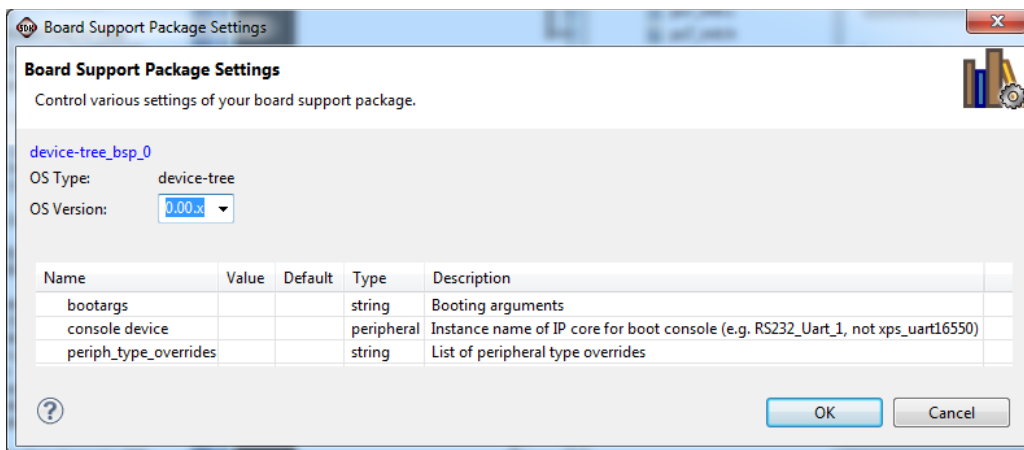 SDK Board Support Package Settings
Board Support Package Settings
Control various settings of your board support package.
device-tree_bsp_0
OS Type: device-tree
OS Version: 0.00.x
Name Value Default Type Description
bootargs string Booting arguments
console device peripheral Instance name of IP core for boot console (e.g. RS232_Uart_1, not xps_uart16550)
periph_type_overrides string List of peripheral type overrides
? OK Cancel